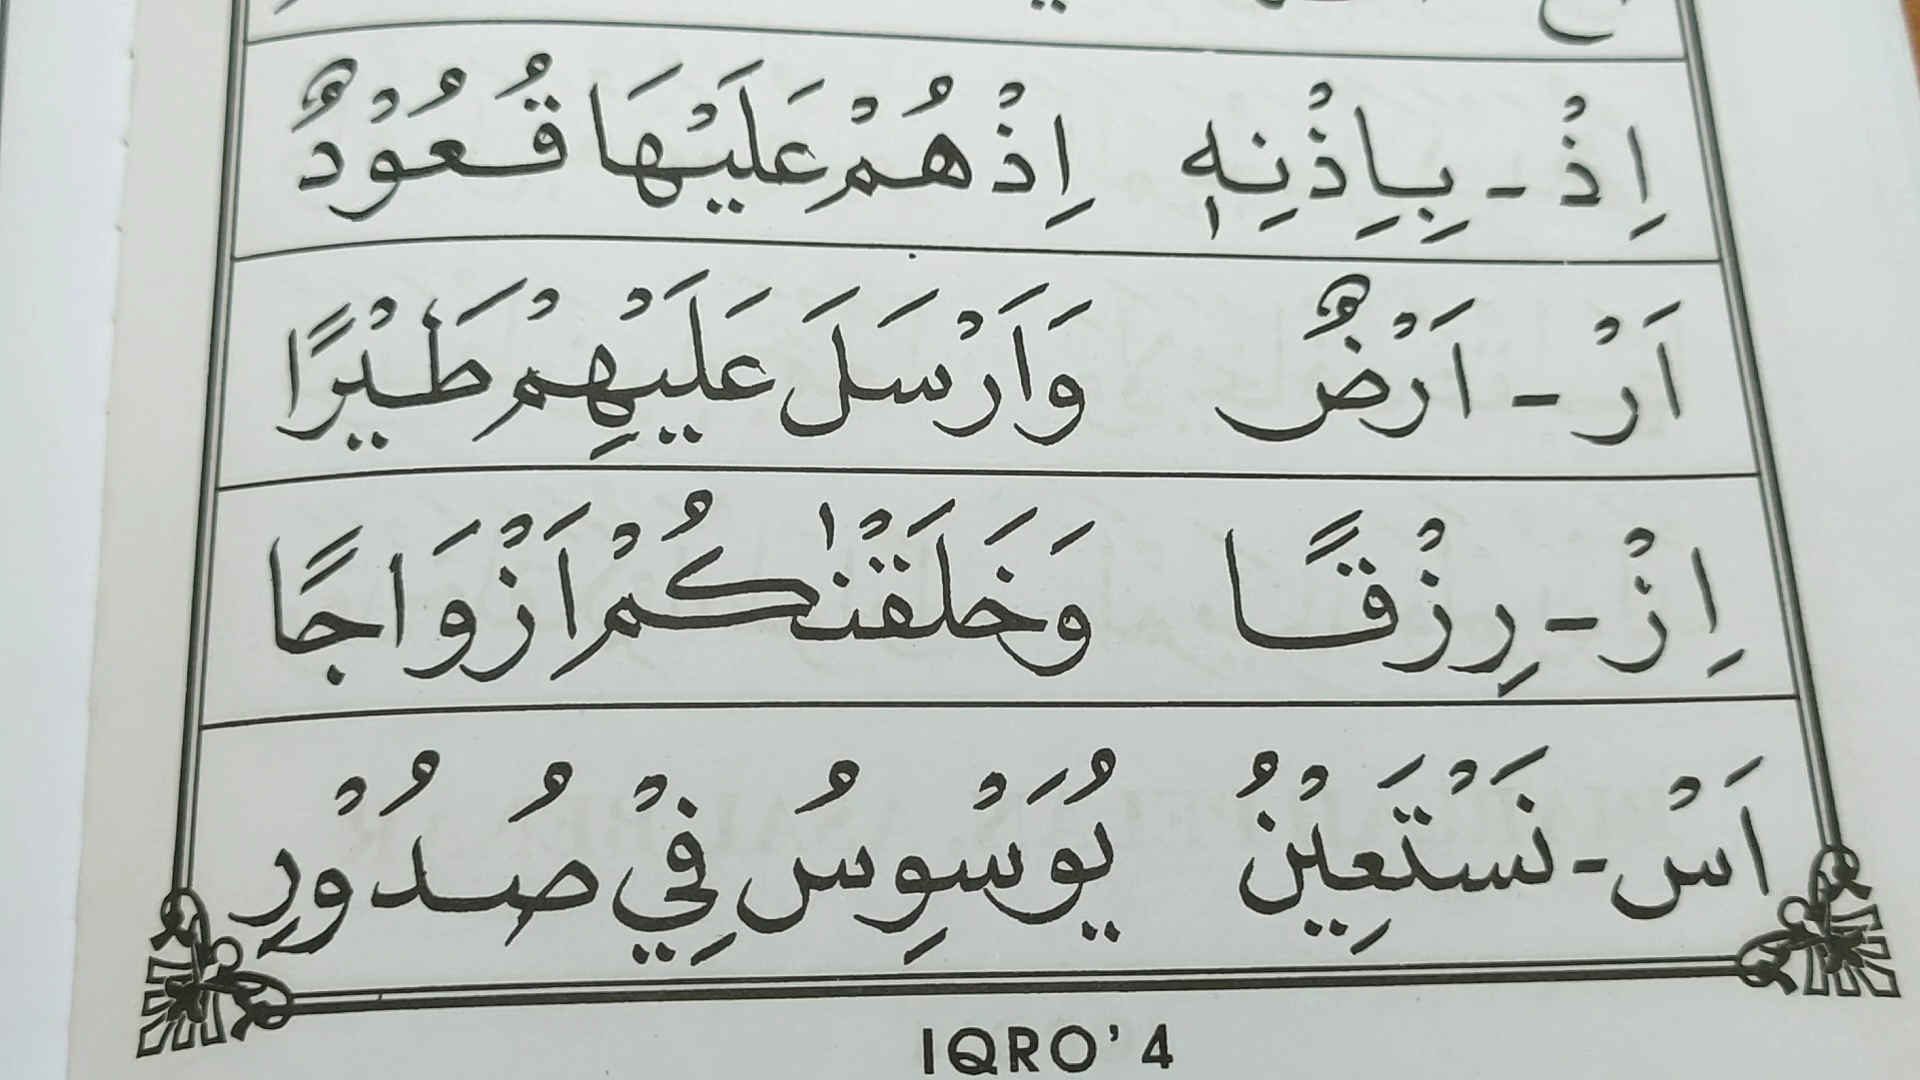 اِذْ - بِاِذْنِهٖ اِذْ هُمْ عَلَيْهَا قُعُوْدٌ
اَرْ - اَرْضٌ وَاَرْسَلَ عَلَيْهِمْ طَيْرًا
اِزْ - رِزْقًا وَخَلَقْنٰكُمْ اَزْوَاجًا
اَسْ - نَسْتَعِيْنُ يُوَسْوِسُ فِيْ صُدُوْرِ
IQRO' 4